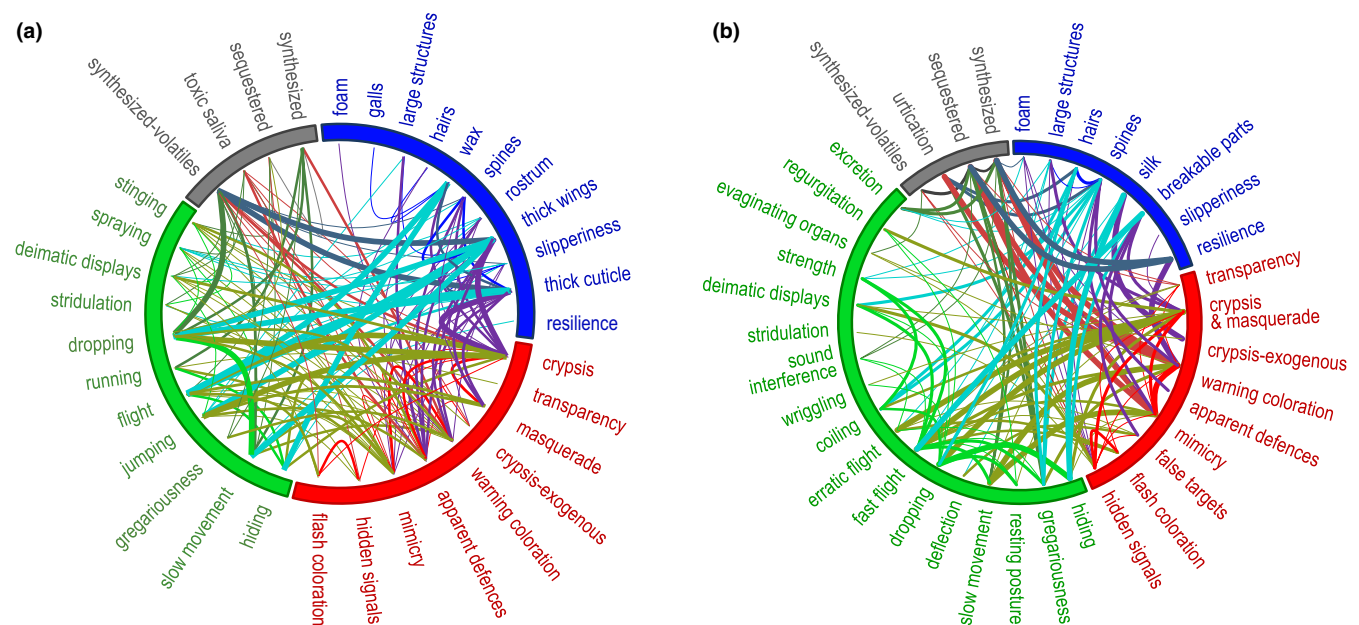 (a)
synthesized-volatiles
toxic saliva
sequestered
synthesized
foam
galls
large structures
hairs
wax
spines
rostrum
thick wings
slipperiness
thick cuticle
resilience
crypsis
transparency
masquerade
crypsis-exogenous
warning coloration
apparent defences
mimicry
hidden signals
flash coloration
hiding
slow movement
gregariousness
jumping
flight
running
dropping
stridulation
deimatic displays
spraying
stinging
(b)
synthesized-volatiles
urtication
sequestered
synthesized
foam
large structures
hairs
spines
silk
breakable parts
slipperiness
resilience
transparency
crypsis
& masquerade
crypsis-exogenous
warning coloration
apparent defences
mimicry
false targets
flash coloration
hidden signals
hiding
gregariousness
resting posture
slow movement
deflection
dropping
fast flight
erratic flight
coiling
wriggling
sound
interference
stridulation
deimatic displays
strength
evaginating organs
regurgitation
excretion